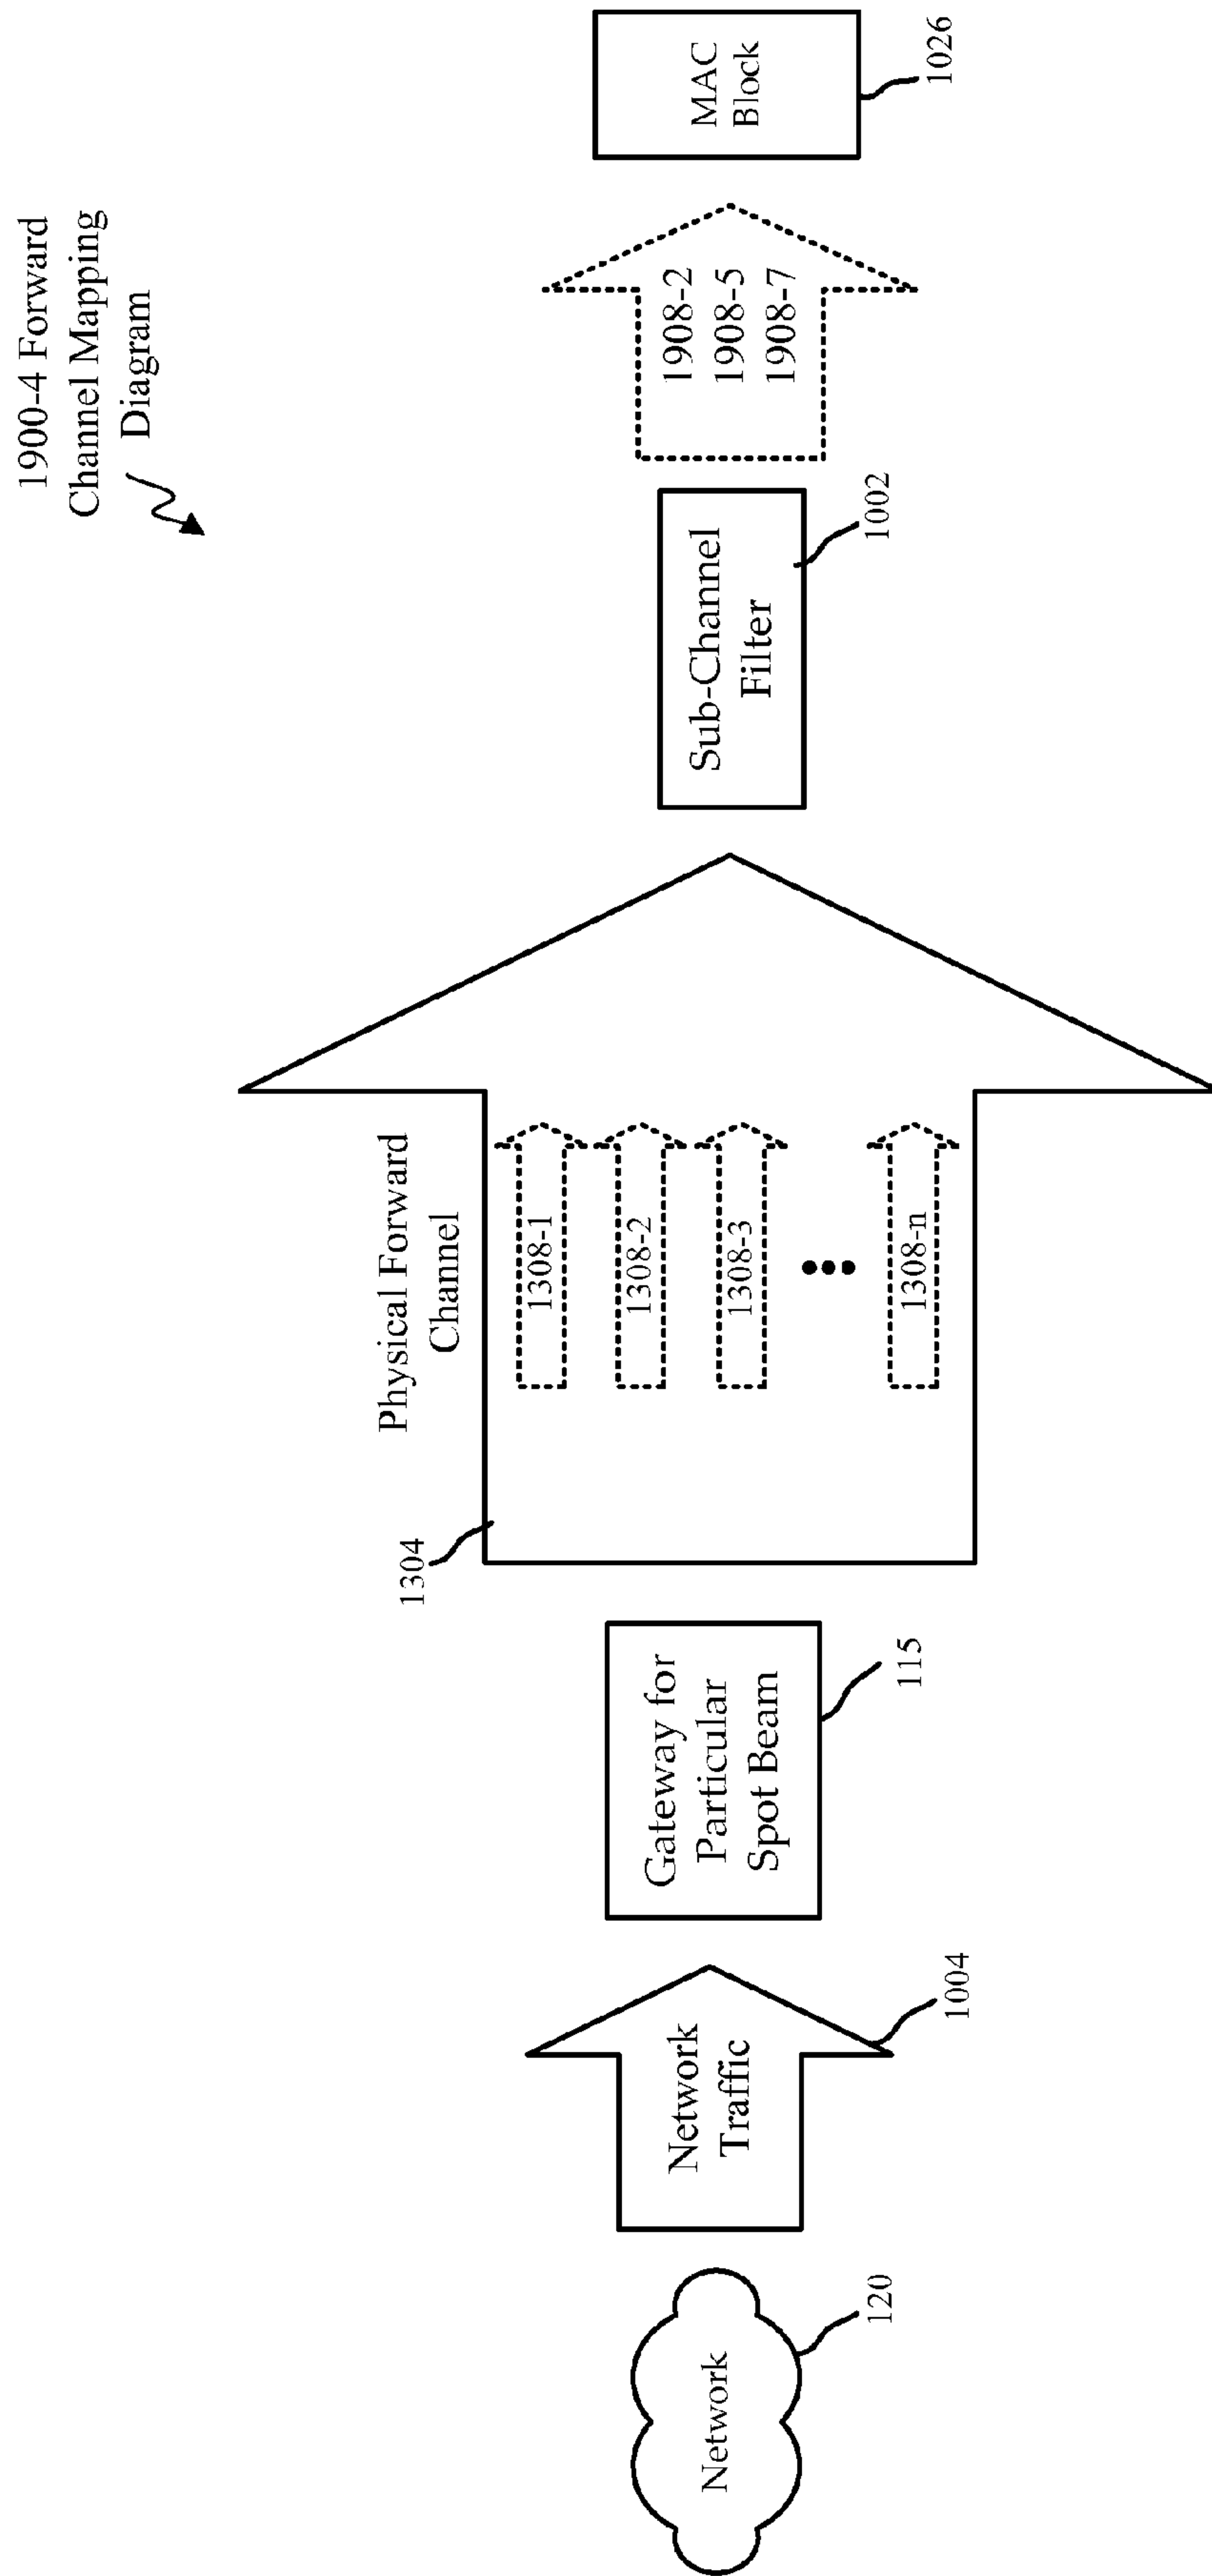 1900-4 Forward
Channel Mapping
Diagram
Network
120
Network
Traffic
1004
Gateway for
Particular
Spot Beam
115
Physical Forward
Channel
1304
1308-1
1308-2
1308-3
1308-n
Sub-Channel
Filter
1002
1908-2
1908-5
1908-7
MAC
Block
1026